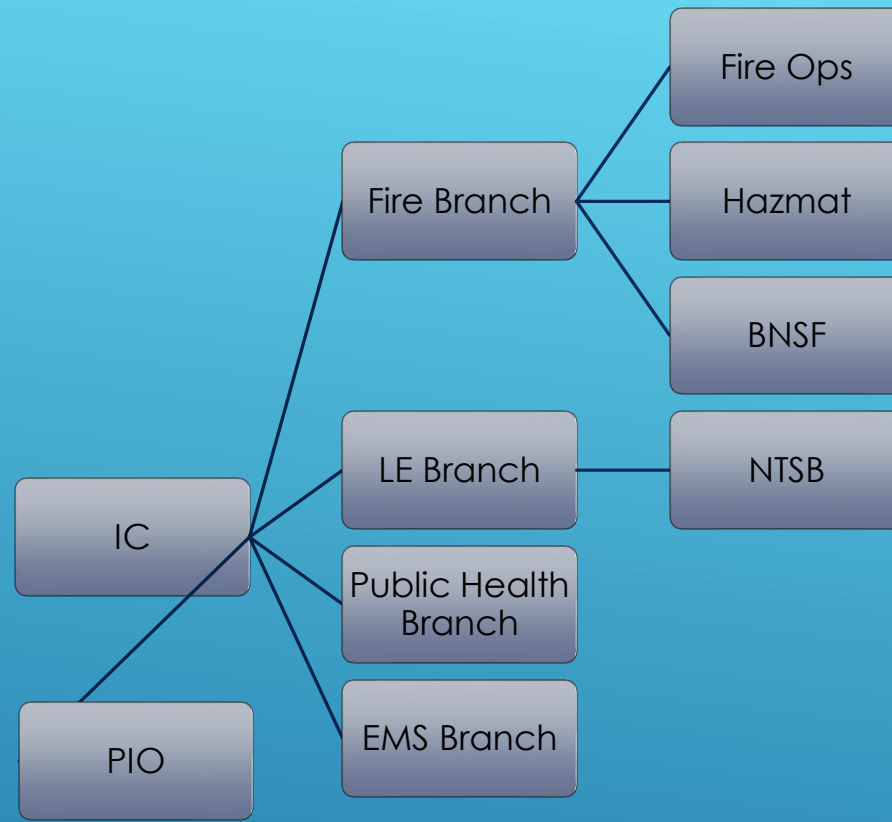 Fire Ops
Fire Branch
Hazmat
BNSF
LE Branch
NTSB
IC
Public Health
Branch
EMS Branch
PIO